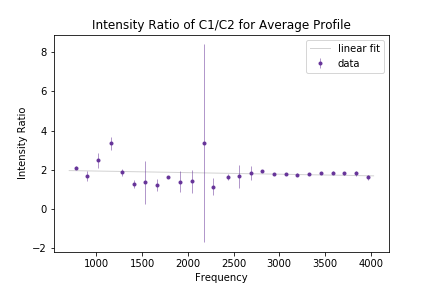 Intensity Ratio of C1/C2 for Average Profile
linear fit
data
Intensity Ratio
8
6
4
2
0
−2
1000 1500 2000 2500 3000 3500 4000
Frequency